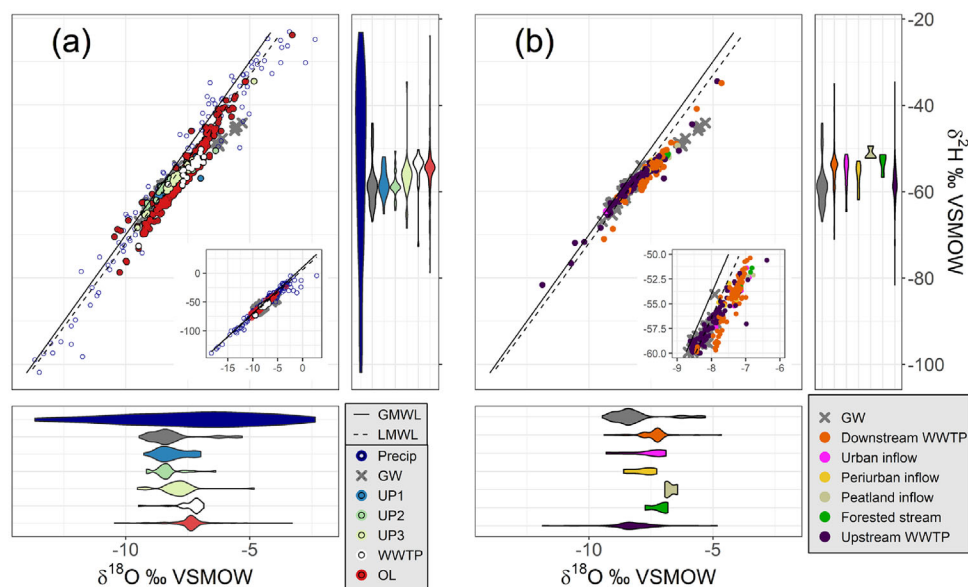 (a)
(b)
-20
-40
-60
-80
-100
δ²H ‰ VSMOW
0
-50
-100
-15
-10
-5
0
-50.0
-52.5
-55.0
-57.5
-60.0
-9
-8
-7
-6
GMWL
LMWL
Precip
GW
UP1
UP2
UP3
WWTP
OL
GW
Downstream WWTP
Urban inflow
Periurban inflow
Peatland inflow
Forested stream
Upstream WWTP
-10
-5
δ¹⁸O ‰ VSMOW
-10
-5
δ¹⁸O ‰ VSMOW